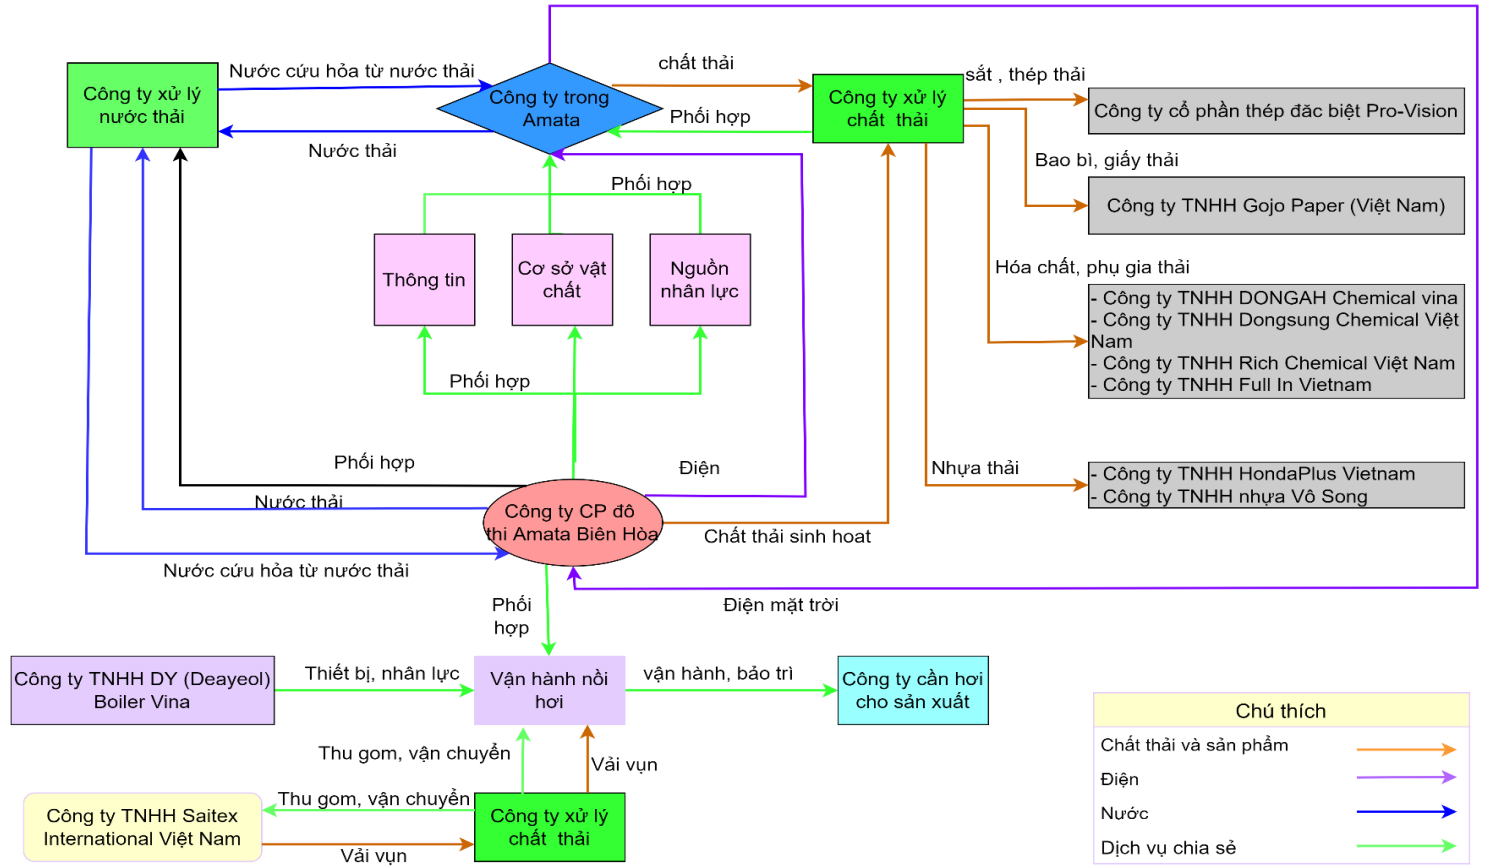 Công ty xử lý
nước thải
Nước cứu hỏa từ nước thải
Nước thải
Công ty trong
Amata
chất thải
Phối hợp
Công ty xử lý
chất thải
sắt , thép thải
Công ty cổ phần thép đăc biệt Pro-Vision
Bao bì, giấy thải
Công ty TNHH Gojo Paper (Việt Nam)
Hóa chất, phụ gia thải
- Công ty TNHH DONGAH Chemical vina
- Công ty TNHH Dongsung Chemical Việt
Nam
- Công ty TNHH Rich Chemical Việt Nam
- Công ty TNHH Full In Vietnam
Nhựa thải
- Công ty TNHH HondaPlus Vietnam
- Công ty TNHH nhựa Vô Song
Phối hợp
Thông tin
Cơ sở vật
chất
Nguồn
nhân lực
Phối hợp
Phối hợp
Điện
Nước thải
Công ty CP đô
thi Amata Biên Hòa
Chất thải sinh hoat
Nước cứu hỏa từ nước thải
Điện mặt trời
Phối
hợp
Công ty TNHH DY (Deayeol)
Boiler Vina
Thiết bị, nhân lực
Vận hành nồi
hơi
vận hành, bảo trì
Công ty cần hơi
cho sản xuất
Thu gom, vận chuyển
Vải vụn
Công ty TNHH Saitex
International Việt Nam
Thu gom, vận chuyển
Vải vụn
Công ty xử lý
chất thải
Chú thích
Chất thải và sản phẩm
Điện
Nước
Dịch vụ chia sẻ